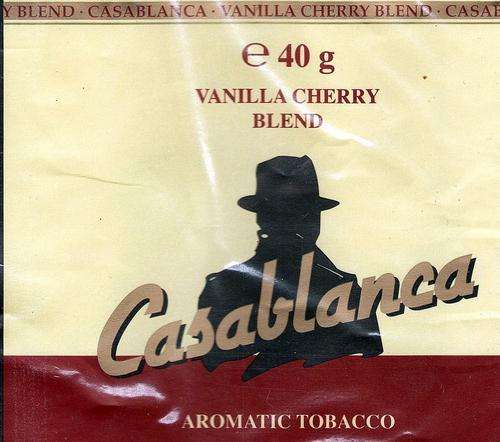 Y BLEND · CASABLANCA · VANILLA CHERRY BLEND · CASA
℮ 40 g
VANILLA CHERRY
BLEND
Casablanca
AROMATIC TOBACCO